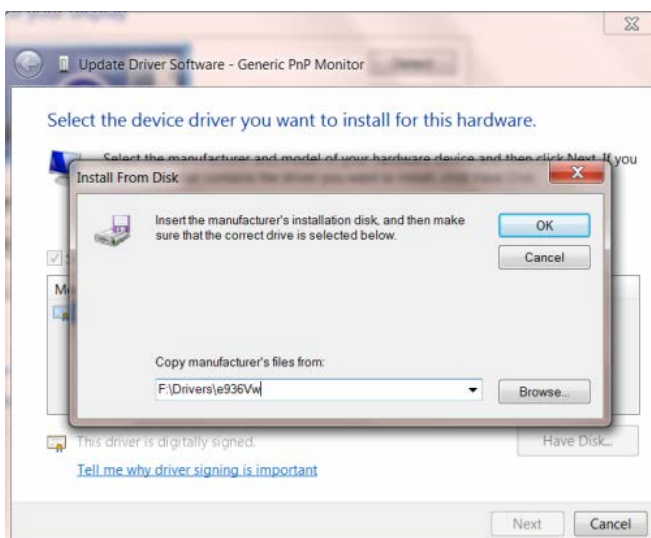 Update Driver Software - Generic PnP Monitor
Select the device driver you want to install for this hardware.
Select the manufacturer and model of your hardware device and then click Next. If you
Install From Disk
Insert the manufacturer's installation disk, and then make
sure that the correct drive is selected below.
OK
Cancel
Copy manufacturer's files from:
F:\Drivers\e936Vw
Browse...
This driver is digitally signed.
Have Disk...
Tell me why driver signing is important
Next
Cancel